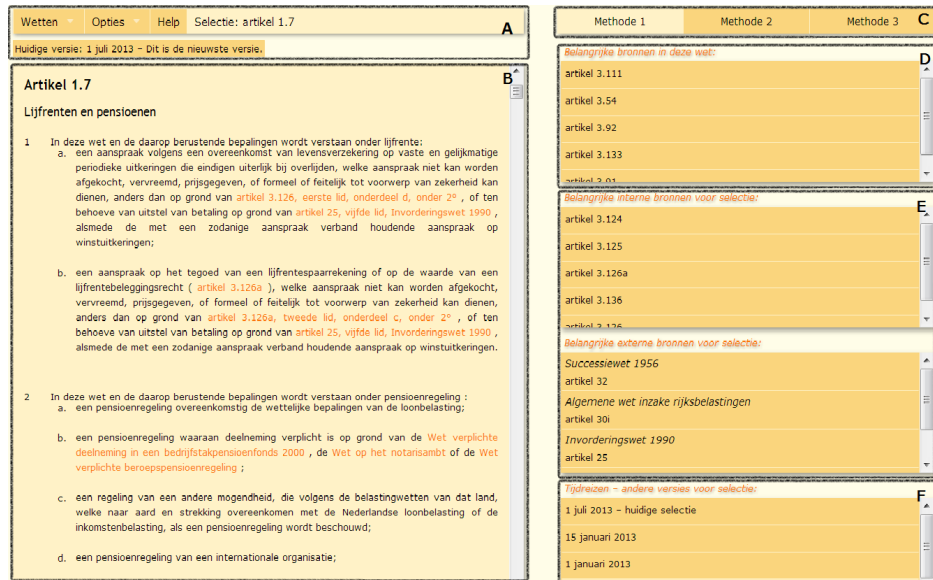 Wetten Opties Help Selectie: artikel 1.7 A
Huidige versie: 1 juli 2013 - Dit is de nieuwste versie.
B
Artikel 1.7
Lijfrenten en pensioenen
1 In deze wet en de daarop berustende bepalingen wordt verstaan onder lijfrente:
a. een aanspraak volgens een overeenkomst van levensverzekering op vaste en gelijkmatige
periodieke uitkeringen die eindigen uiterlijk bij overlijden, welke aanspraak niet kan worden
afgekocht, vervreemd, prijsgegeven, of formeel of feitelijk tot voorwerp van zekerheid kan
dienen, anders dan op grond van artikel 3.126, eerste lid, onderdeel d, onder 2° , of ten
behoeve van uitstel van betaling op grond van artikel 25, vijfde lid, Invorderingswet 1990 ,
alsmede de met een zodanige aanspraak verband houdende aanspraak op
winstuitkeringen;
b. een aanspraak op het tegoed van een lijfrentespaarrekening of op de waarde van een
lijfrentebeleggingsrecht ( artikel 3.126a ), welke aanspraak niet kan worden afgekocht,
vervreemd, prijsgegeven, of formeel of feitelijk tot voorwerp van zekerheid kan dienen,
anders dan op grond van artikel 3.126a, tweede lid, onderdeel c, onder 2° , of ten
behoeve van uitstel van betaling op grond van artikel 25, vijfde lid, Invorderingswet 1990 ,
alsmede de met een zodanige aanspraak verband houdende aanspraak op winstuitkeringen.
2 In deze wet en de daarop berustende bepalingen wordt verstaan onder pensioenregeling :
a. een pensioenregeling overeenkomstig de wettelijke bepalingen van de loonbelasting;
b. een pensioenregeling waaraan deelneming verplicht is op grond van de Wet verplichte
deelneming in een bedrijfstakpensioenfonds 2000 , de Wet op het notarisambt of de Wet
verplichte beroepspensioenregeling ;
c. een regeling van een andere mogendheid, die volgens de belastingwetten van dat land,
welke naar aard en strekking overeenkomen met de Nederlandse loonbelasting of de
inkomstenbelasting, als een pensioenregeling wordt beschouwd;
d. een pensioenregeling van een internationale organisatie;
Methode 1 Methode 2 Methode 3 C
Belangrijke bronnen in deze wet: D
artikel 3.111
artikel 3.54
artikel 3.92
artikel 3.133
artikel 3.91
Belangrijke interne bronnen voor selectie: E
artikel 3.124
artikel 3.125
artikel 3.126a
artikel 3.136
artikel 3.126
Belangrijke externe bronnen voor selectie:
Successiewet 1956
artikel 32
Algemene wet inzake rijksbelastingen
artikel 30i
Invorderingswet 1990
artikel 25
Tijdreizen - andere versies voor selectie: F
1 juli 2013 - huidige selectie
15 januari 2013
1 januari 2013